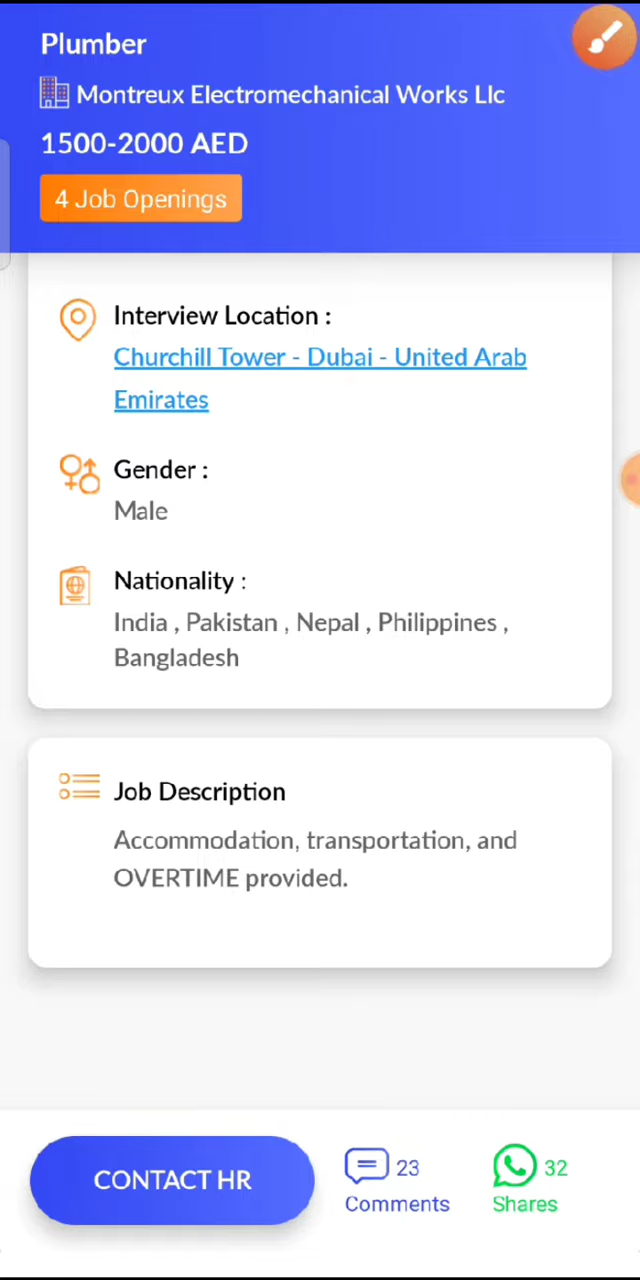 Plumber
Montreux Electromechanical Works Llc
1500-2000 AED
4 Job Openings
Interview Location :
Churchill Tower - Dubai - United Arab
Emirates
Gender :
Male
Nationality :
India , Pakistan , Nepal , Philippines ,
Bangladesh
Job Description
Accommodation, transportation, and
OVERTIME provided.
CONTACT HR
23
Comments
32
Shares